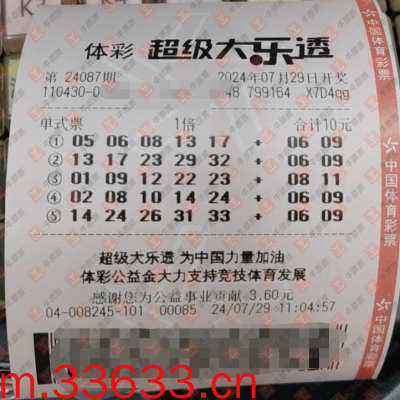 体彩 超级大乐透
第 24087期 2024年07月29日开奖
110430-0 48 799164 X7D4qg
单式票 1倍 合计10元
① 05 06 08 13 17 + 06 09
② 13 17 23 29 32 + 06 09
③ 01 09 12 22 23 + 08 11
④ 02 08 10 14 24 + 06 09
⑤ 14 24 26 31 33 + 06 09
超级大乐透 为中国力量加油
体彩公益金大力支持竞技体育发展
感谢您为公益事业贡献 3.60元
04-008245-101 00085 24/07/29 11:04:57
中国体育彩票
中国体育彩票
中国体育彩票
m.33633.cn